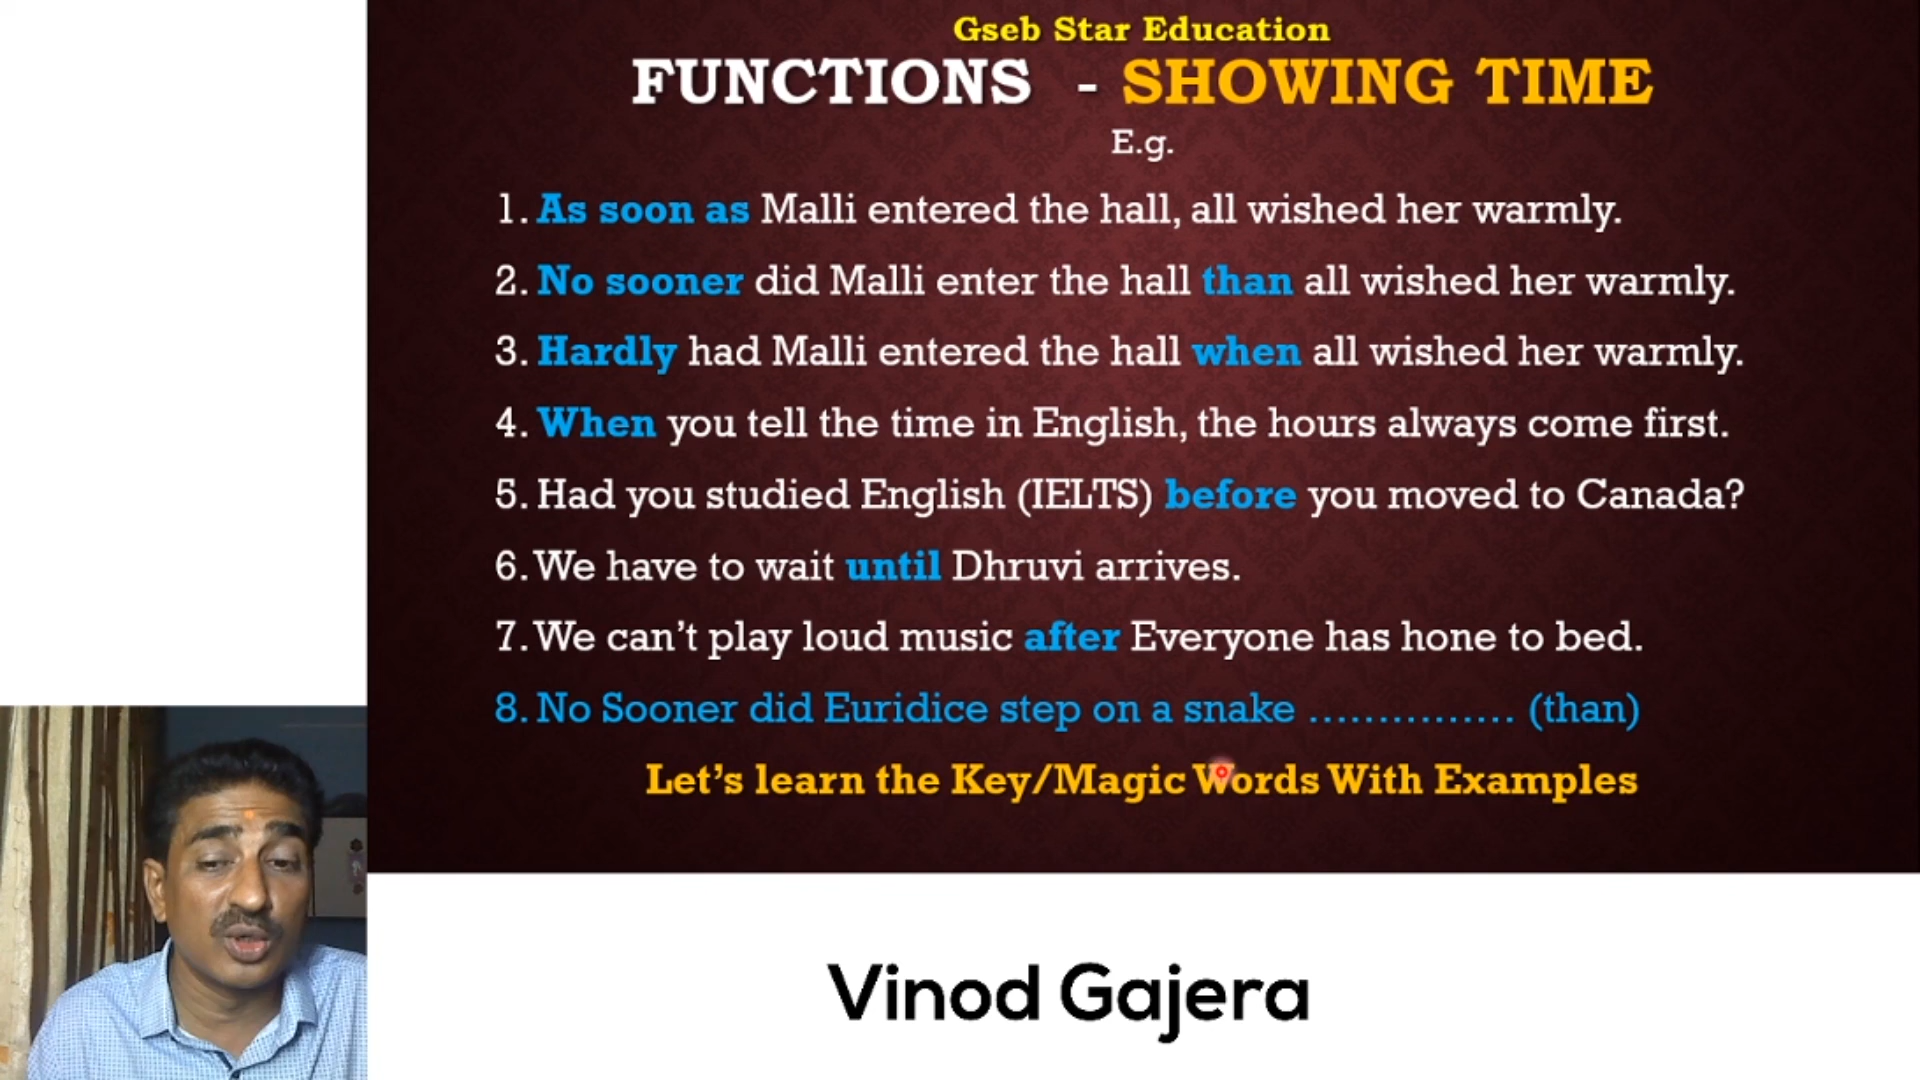 Gseb Star Education
FUNCTIONS - SHOWING TIME
E.g.
1. As soon as Malli entered the hall, all wished her warmly.
2. No sooner did Malli enter the hall than all wished her warmly.
3. Hardly had Malli entered the hall when all wished her warmly.
4. When you tell the time in English, the hours always come first.
5. Had you studied English (IELTS) before you moved to Canada?
6. We have to wait until Dhruvi arrives.
7. We can’t play loud music after Everyone has hone to bed.
8. No Sooner did Euridice step on a snake ............... (than)
Let’s learn the Key/Magic Words With Examples
Vinod Gajera